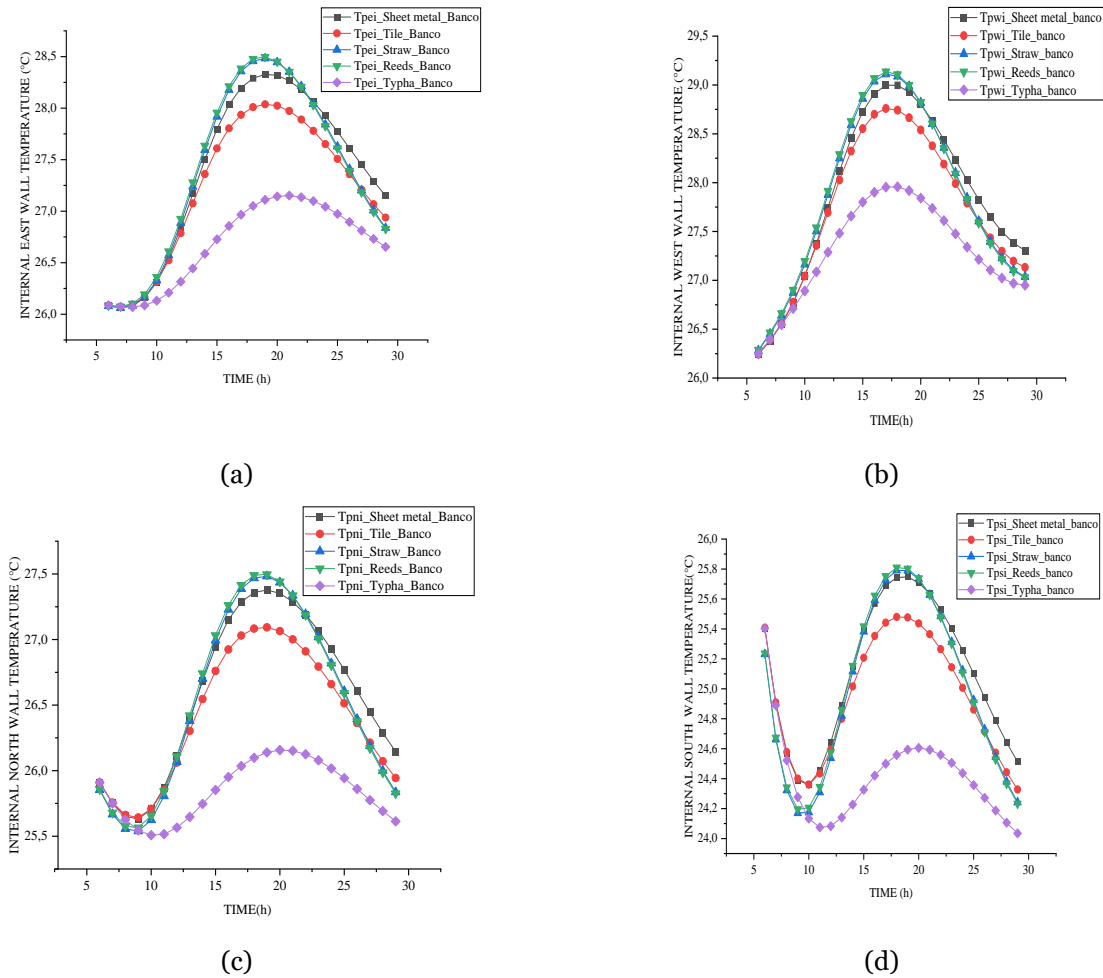 Tpei_Sheet metal_Banco
Tpei_Tile_Banco
Tpei_Straw_Banco
Tpei_Reeds_Banco
Tpei_Typha_Banco
INTERNAL EAST WALL TEMPERATURE (°C)
28,5
28,0
27,5
27,0
26,5
26,0
5 10 15 20 25 30
TIME (h)
(a)
Tpwi_Sheet metal_banco
Tpwi_Tile_banco
Tpwi_Straw_banco
Tpwi_Reeds_banco
Tpwi_Typha_banco
INTERNAL WEST WALL TEMPERATURE (°C)
29,5
29,0
28,5
28,0
27,5
27,0
26,5
26,0
5 10 15 20 25 30
TIME(h)
(b)
Tpni_Sheet metal_Banco
Tpni_Tile_Banco
Tpni_Straw_Banco
Tpni_Reeds_Banco
Tpni_Typha_Banco
INTERNAL NORTH WALL TEMPERATURE (°C)
27,5
27,0
26,5
26,0
25,5
5 10 15 20 25 30
TIME(h)
(c)
Tpsi_Sheet metal_banco
Tpsi_Tile_banco
Tpsi_Straw_banco
Tpsi_Reeds_banco
Tpsi_Typha_banco
INTERNAL SOUTH WALL TEMPERATURE(°C)
26,0
25,8
25,6
25,4
25,2
25,0
24,8
24,6
24,4
24,2
24,0
5 10 15 20 25 30
TIME (h)
(d)